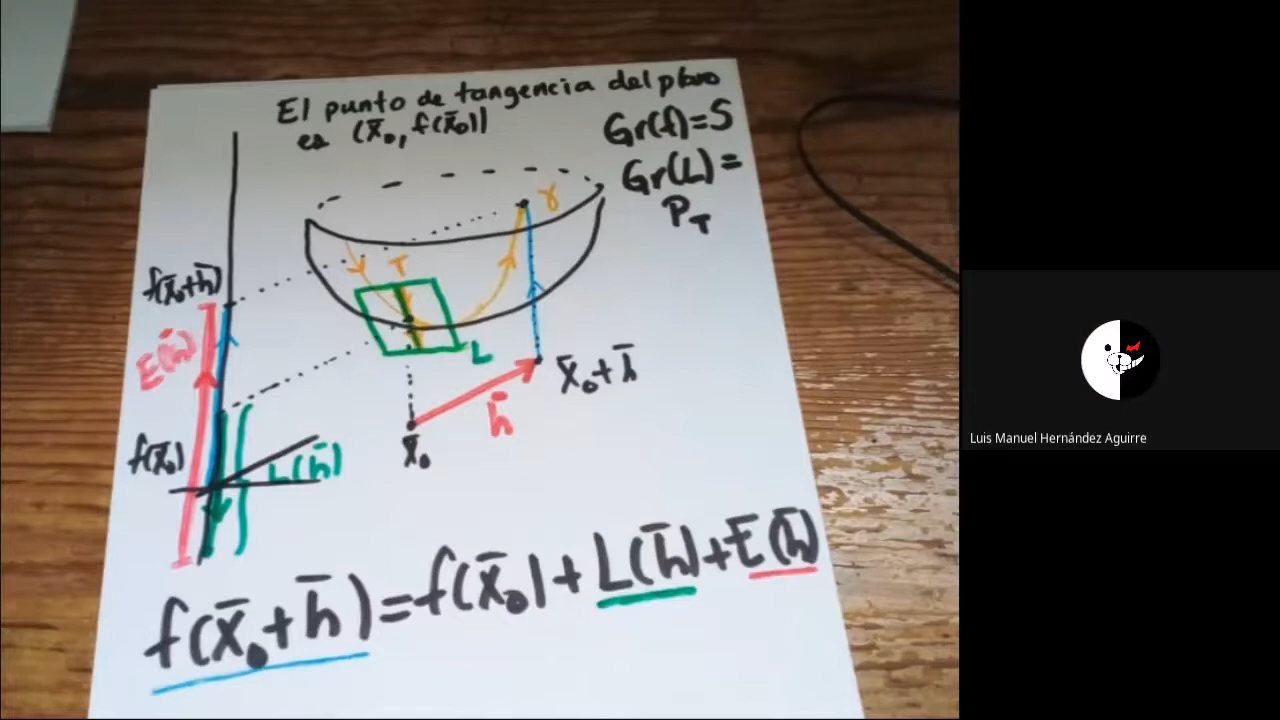 El punto de tangencia del plano
es (x̄₀, f(x̄₀))
Gr(f)=S
Gr(L)=
P_T
γ
f(x̄₀+h̄)
T
E(h̄)
L
x̄₀+h̄
h̄
f(x̄₀)
x̄₀
L(h̄)
f(x̄₀+h̄)=f(x̄₀)+L(h̄)+E(h̄)
Luis Manuel Hernández Aguirre